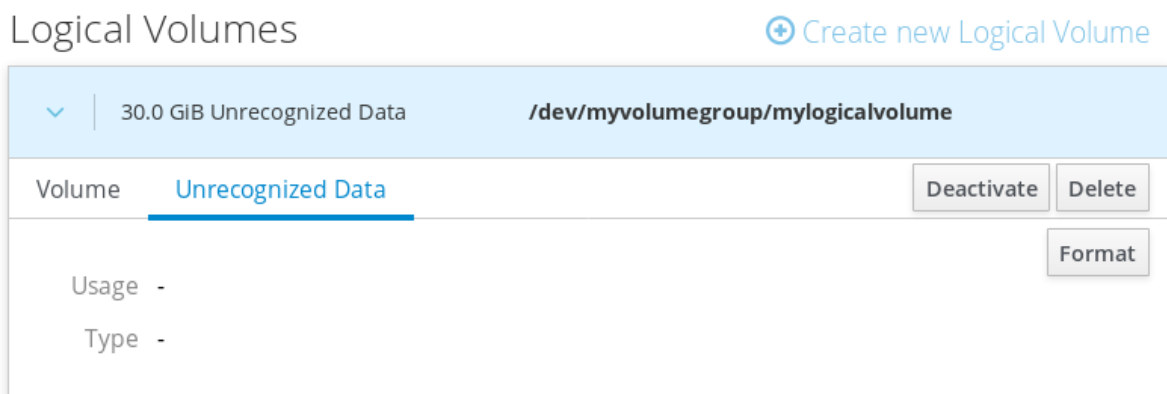 Logical Volumes
Create new Logical Volume
30.0 GiB Unrecognized Data /dev/myvolumegroup/mylogicalvolume
Volume Unrecognized Data Deactivate Delete
Format
Usage -
Type -